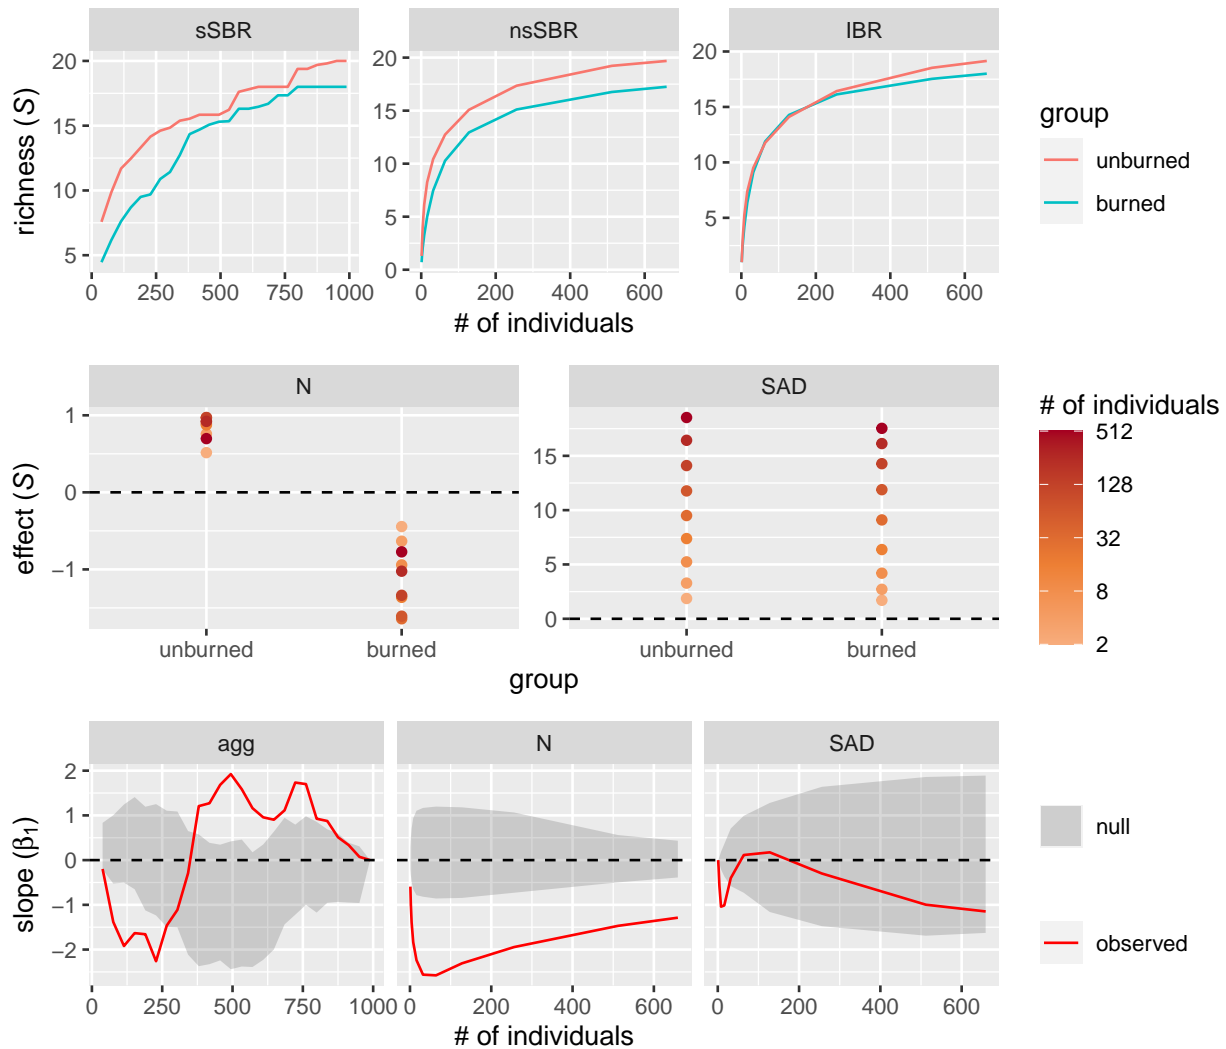 sSBR nsSBR IBR
richness (S)
20
15
10
5
0 250 500 750 1000
20
15
10
5
0
0 200 400 600
20
15
10
5
0 200 400 600
# of individuals
group
unburned
burned
N SAD
effect (S)
1
0
−1
unburned burned
15
10
5
0
unburned burned
group
# of individuals
512
128
32
8
2
agg N SAD
slope (β1)
2
1
0
−1
−2
0 250 500 750 1000
0 200 400 600
0 200 400 600
# of individuals
null
observed